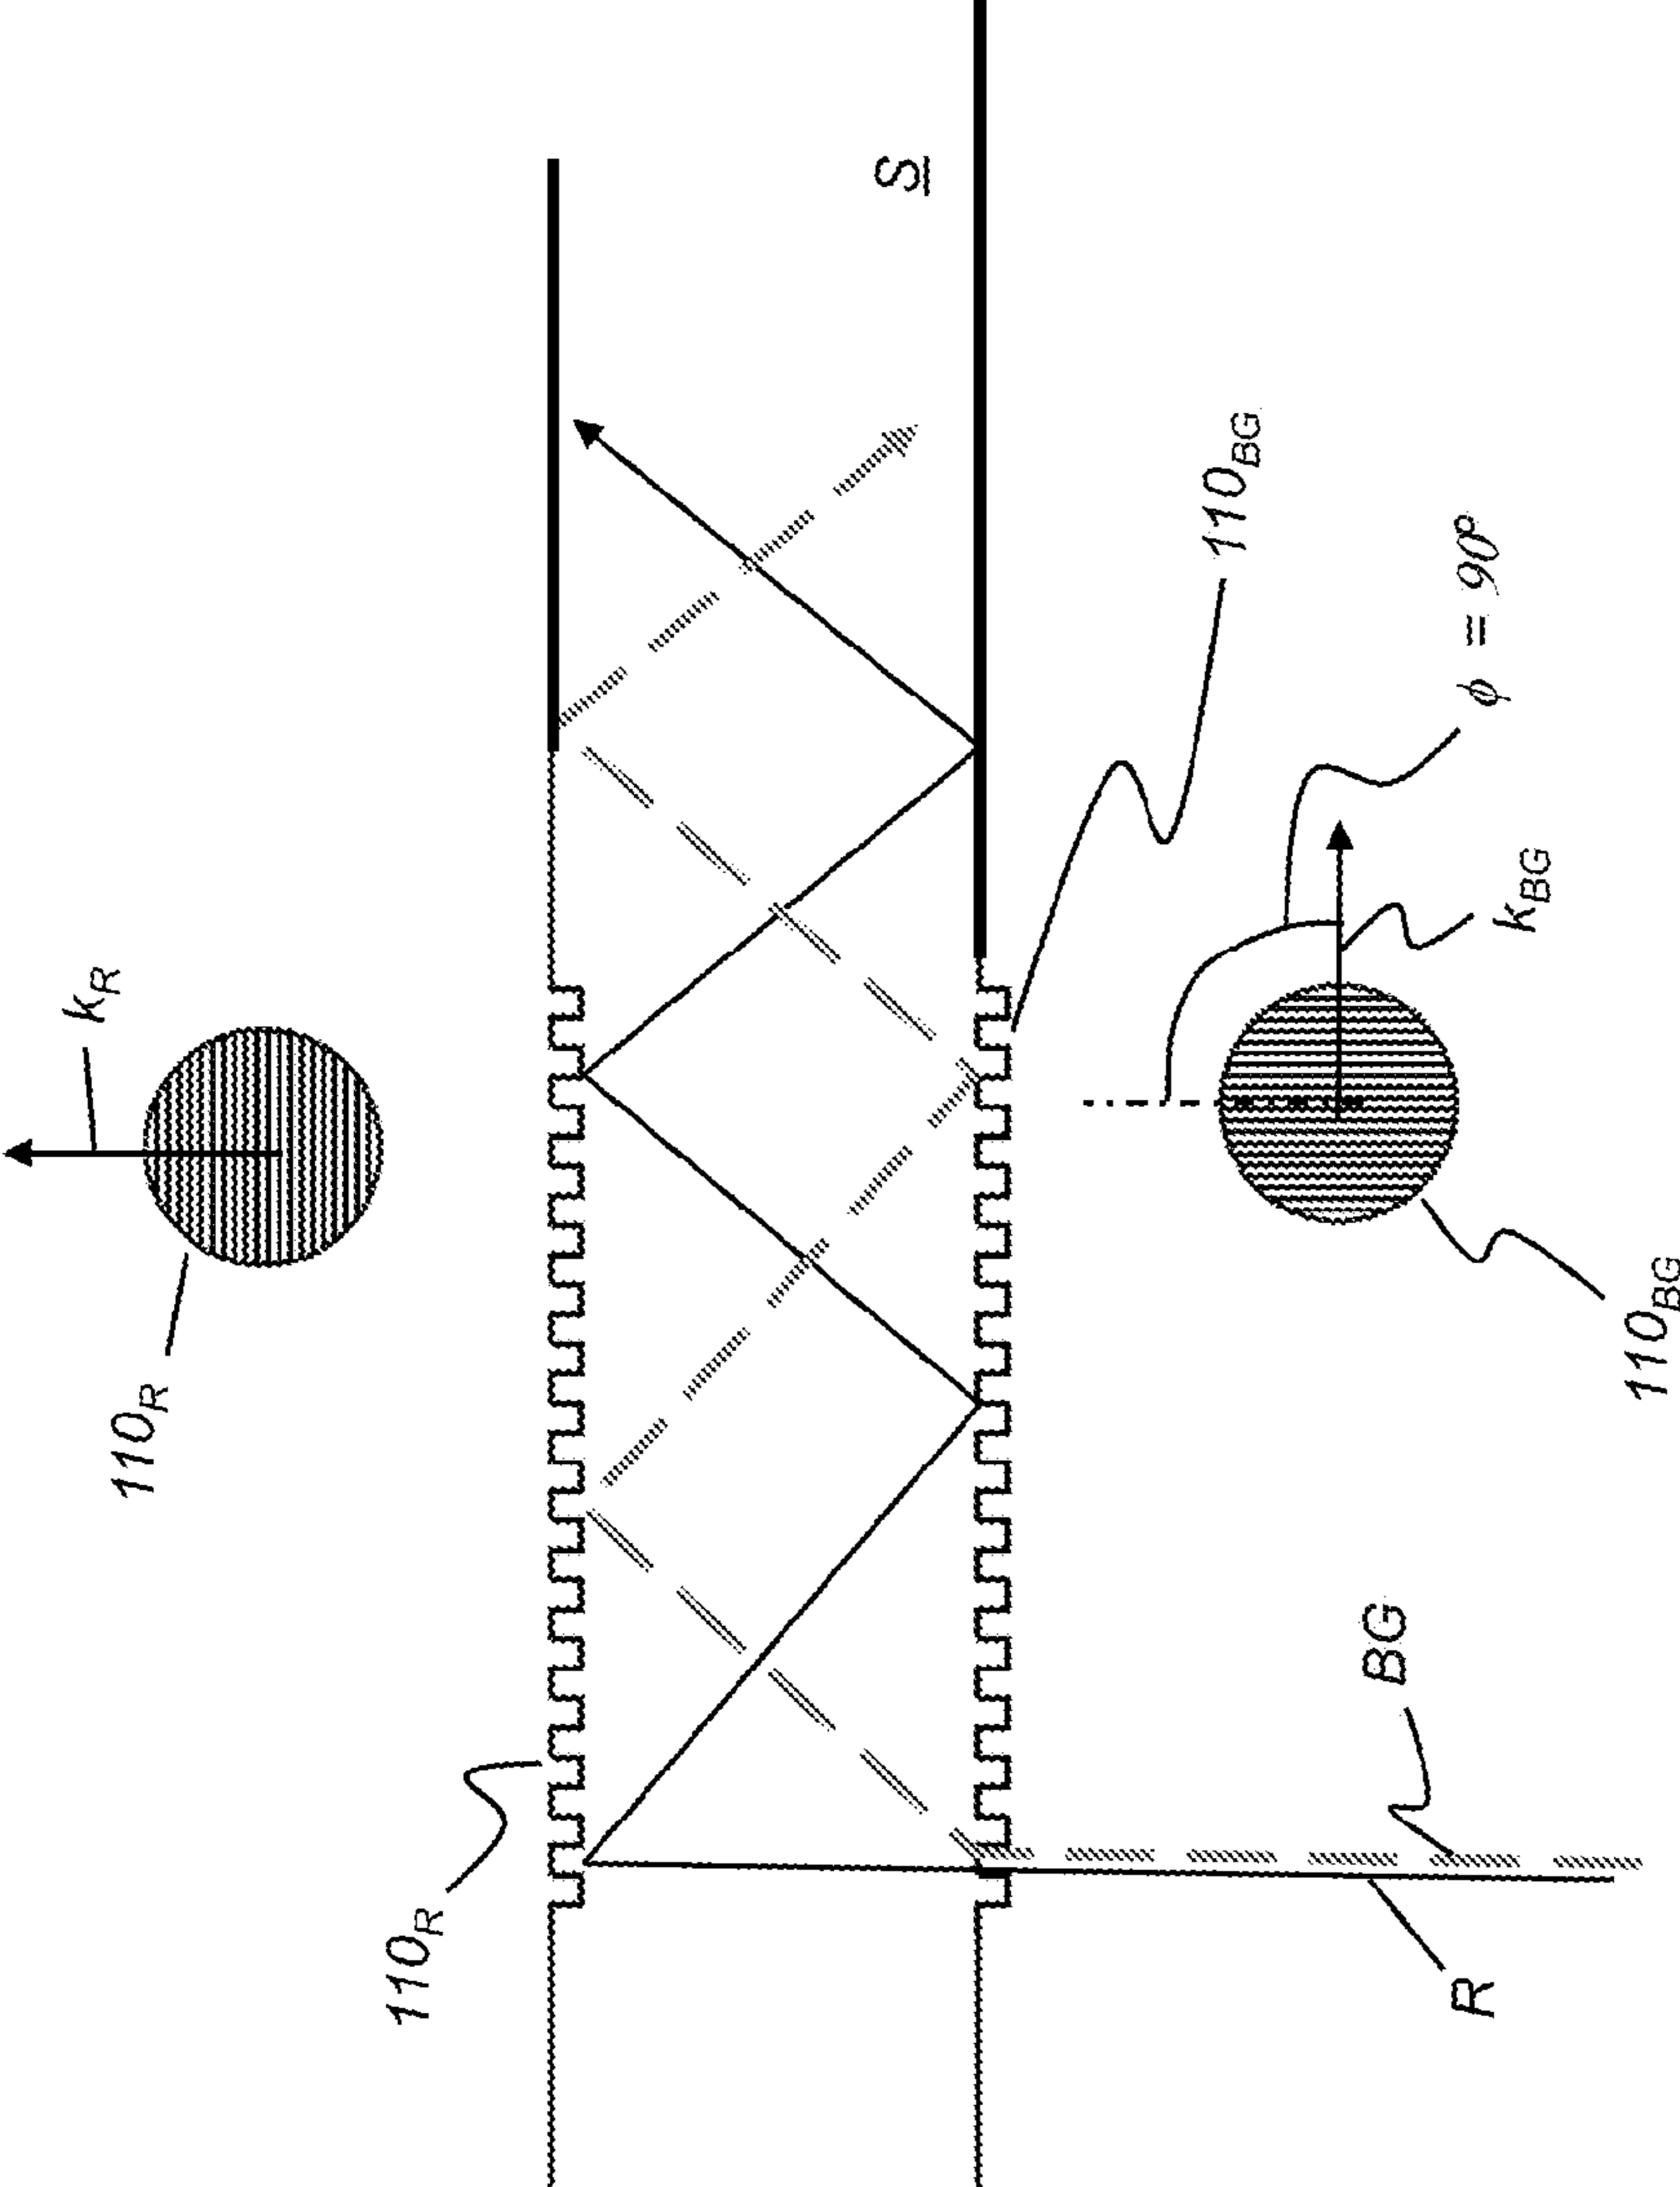 k_R
110_R
110_R
S
110_BG
ϕ = 90°
k_BG
110_BG
BG
R